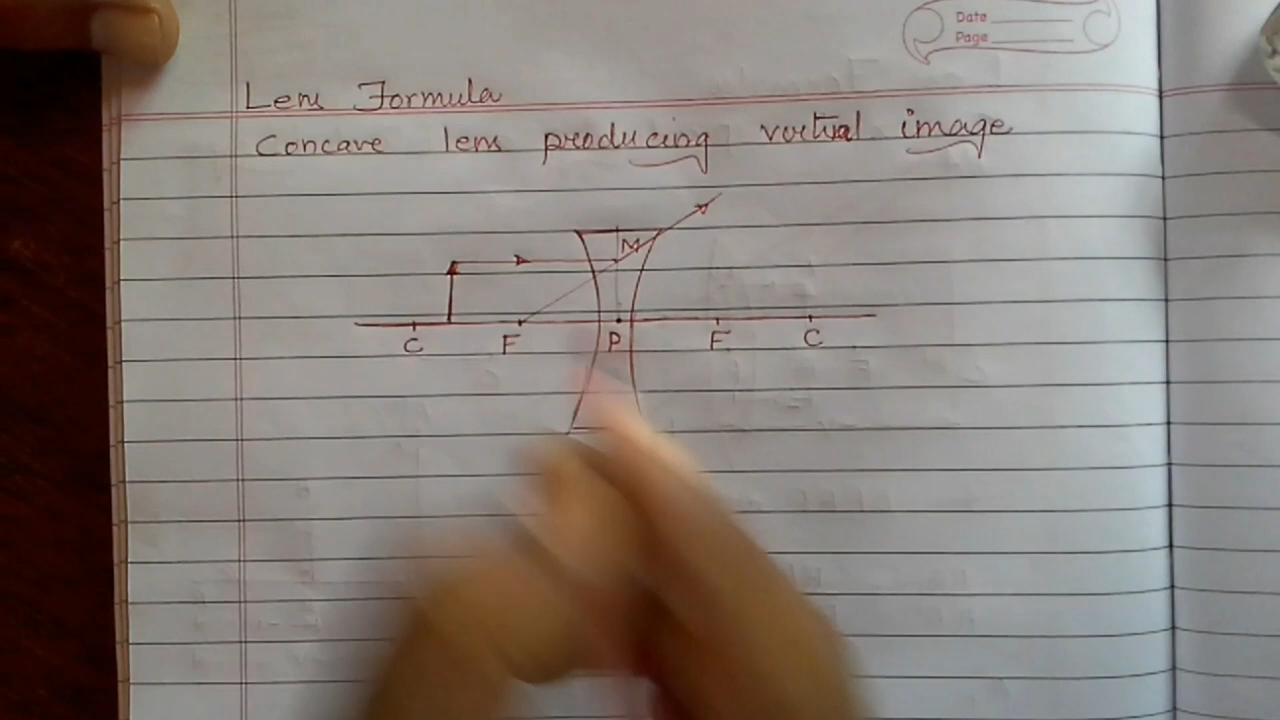 Date
Page
Lens Formula
Concave lens producing virtual image
M
C F P F C